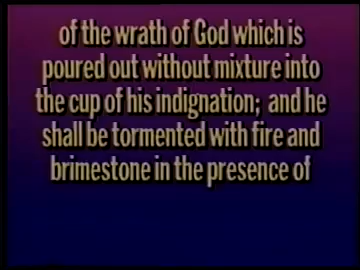 of the wrath of God which is
poured out without mixture into
the cup of his indignation; and he
shall be tormented with fire and
brimstone in the presence of